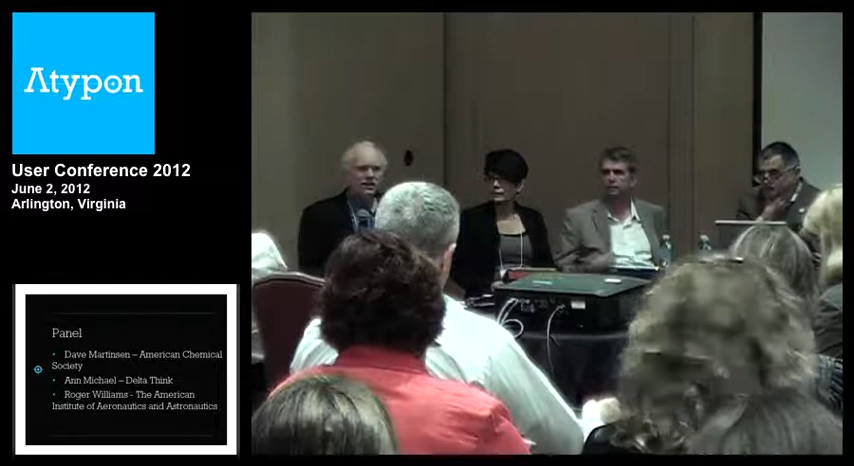 Atypon
User Conference 2012
June 2, 2012
Arlington, Virginia
Panel
• Dave Martinsen – American Chemical
Society
• Ann Michael – Delta Think
• Roger Williams - The American
Institute of Aeronautics and Astronautics